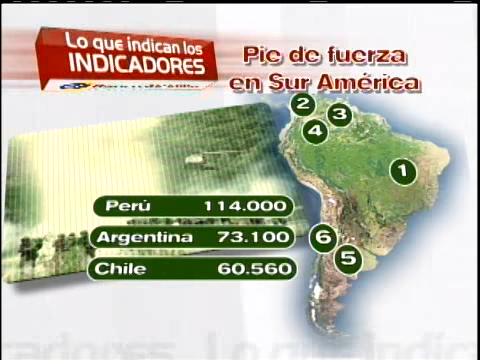 Lo que indican los
INDICADORES
Pie de fuerza
en Sur América
2
3
4
1
Perú 114.000
Argentina 73.100
Chile 60.560
6
5